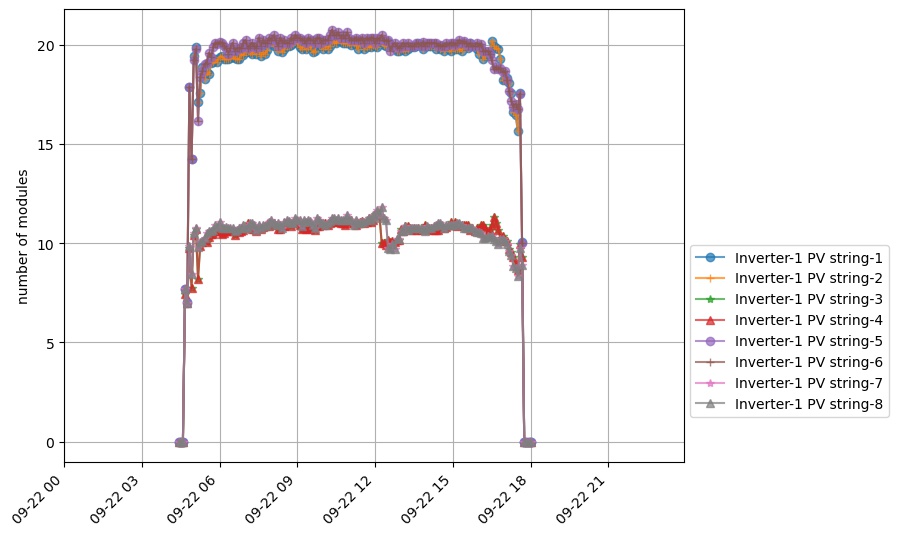 number of modules
20
15
10
5
0
09-22 00
09-22 03
09-22 06
09-22 09
09-22 12
09-22 15
09-22 18
09-22 21
Inverter-1 PV string-1
Inverter-1 PV string-2
Inverter-1 PV string-3
Inverter-1 PV string-4
Inverter-1 PV string-5
Inverter-1 PV string-6
Inverter-1 PV string-7
Inverter-1 PV string-8